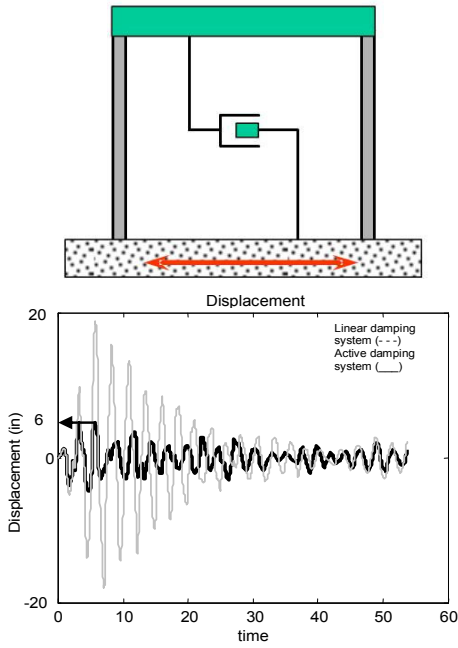 Displacement
20
Linear damping
system (- - -)
Active damping
system (___)
6
0
-20
Displacement (in)
0
10
20
30
40
50
60
time